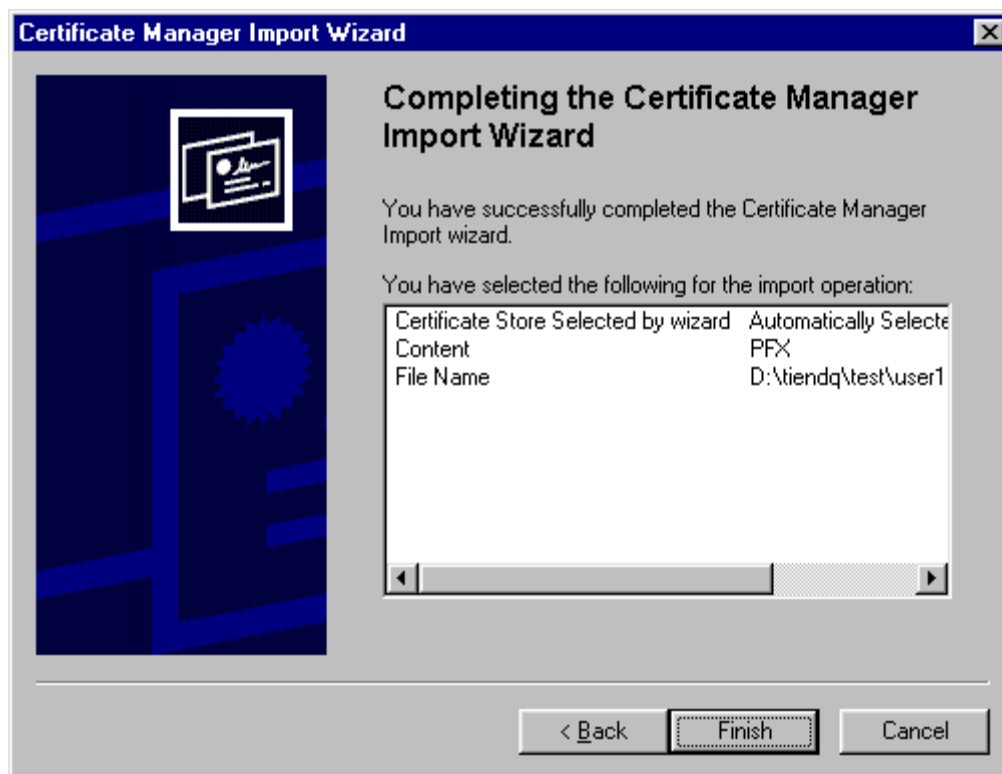 Certificate Manager Import Wizard
Completing the Certificate Manager
Import Wizard
You have successfully completed the Certificate Manager
Import wizard.
You have selected the following for the import operation:
Certificate Store Selected by wizard Automatically Selecte
Content PFX
File Name D:\tiendq\test\user1
< Back Finish Cancel